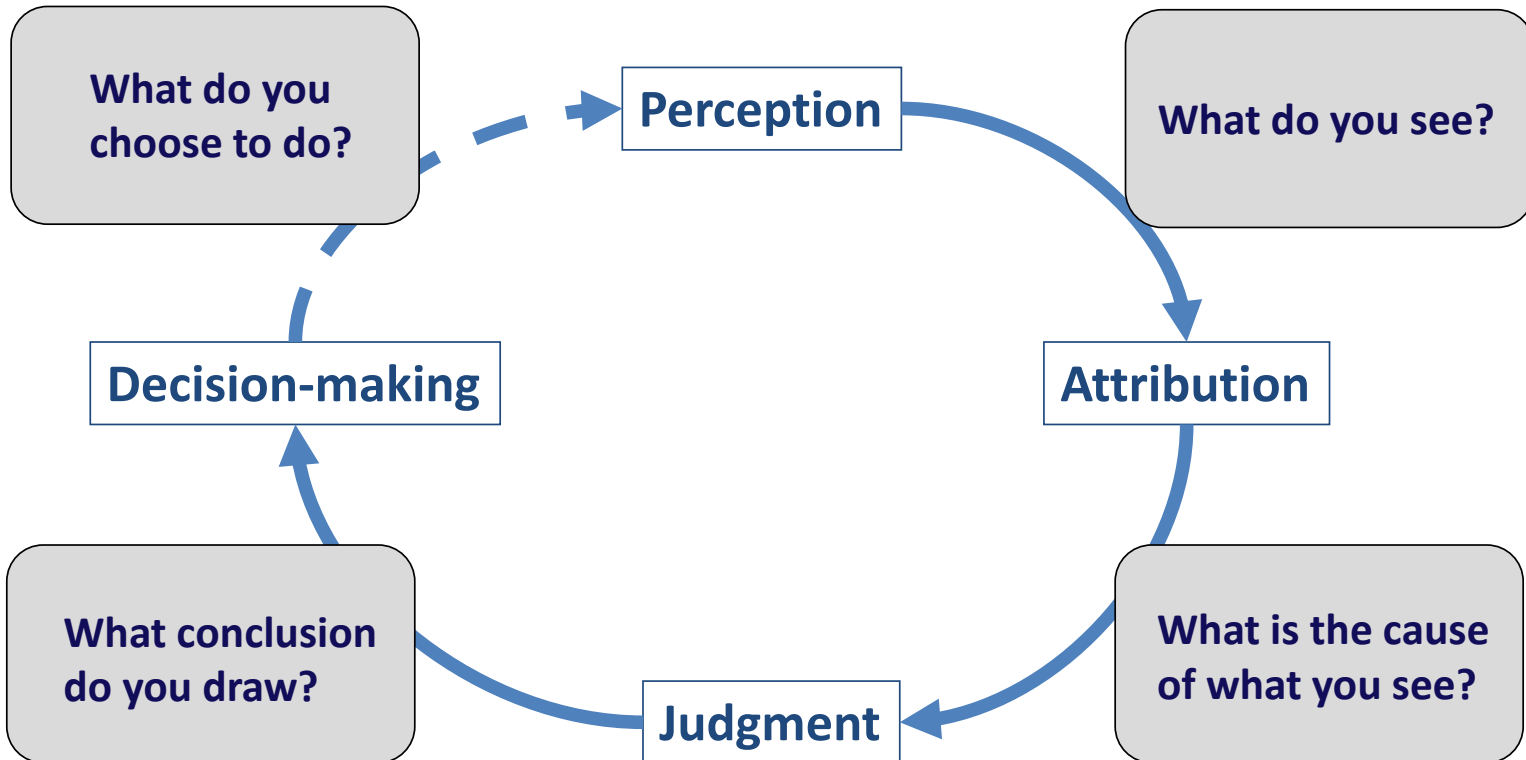 What do you
choose to do?
Perception
What do you see?
Decision-making
Attribution
What conclusion
do you draw?
Judgment
What is the cause
of what you see?